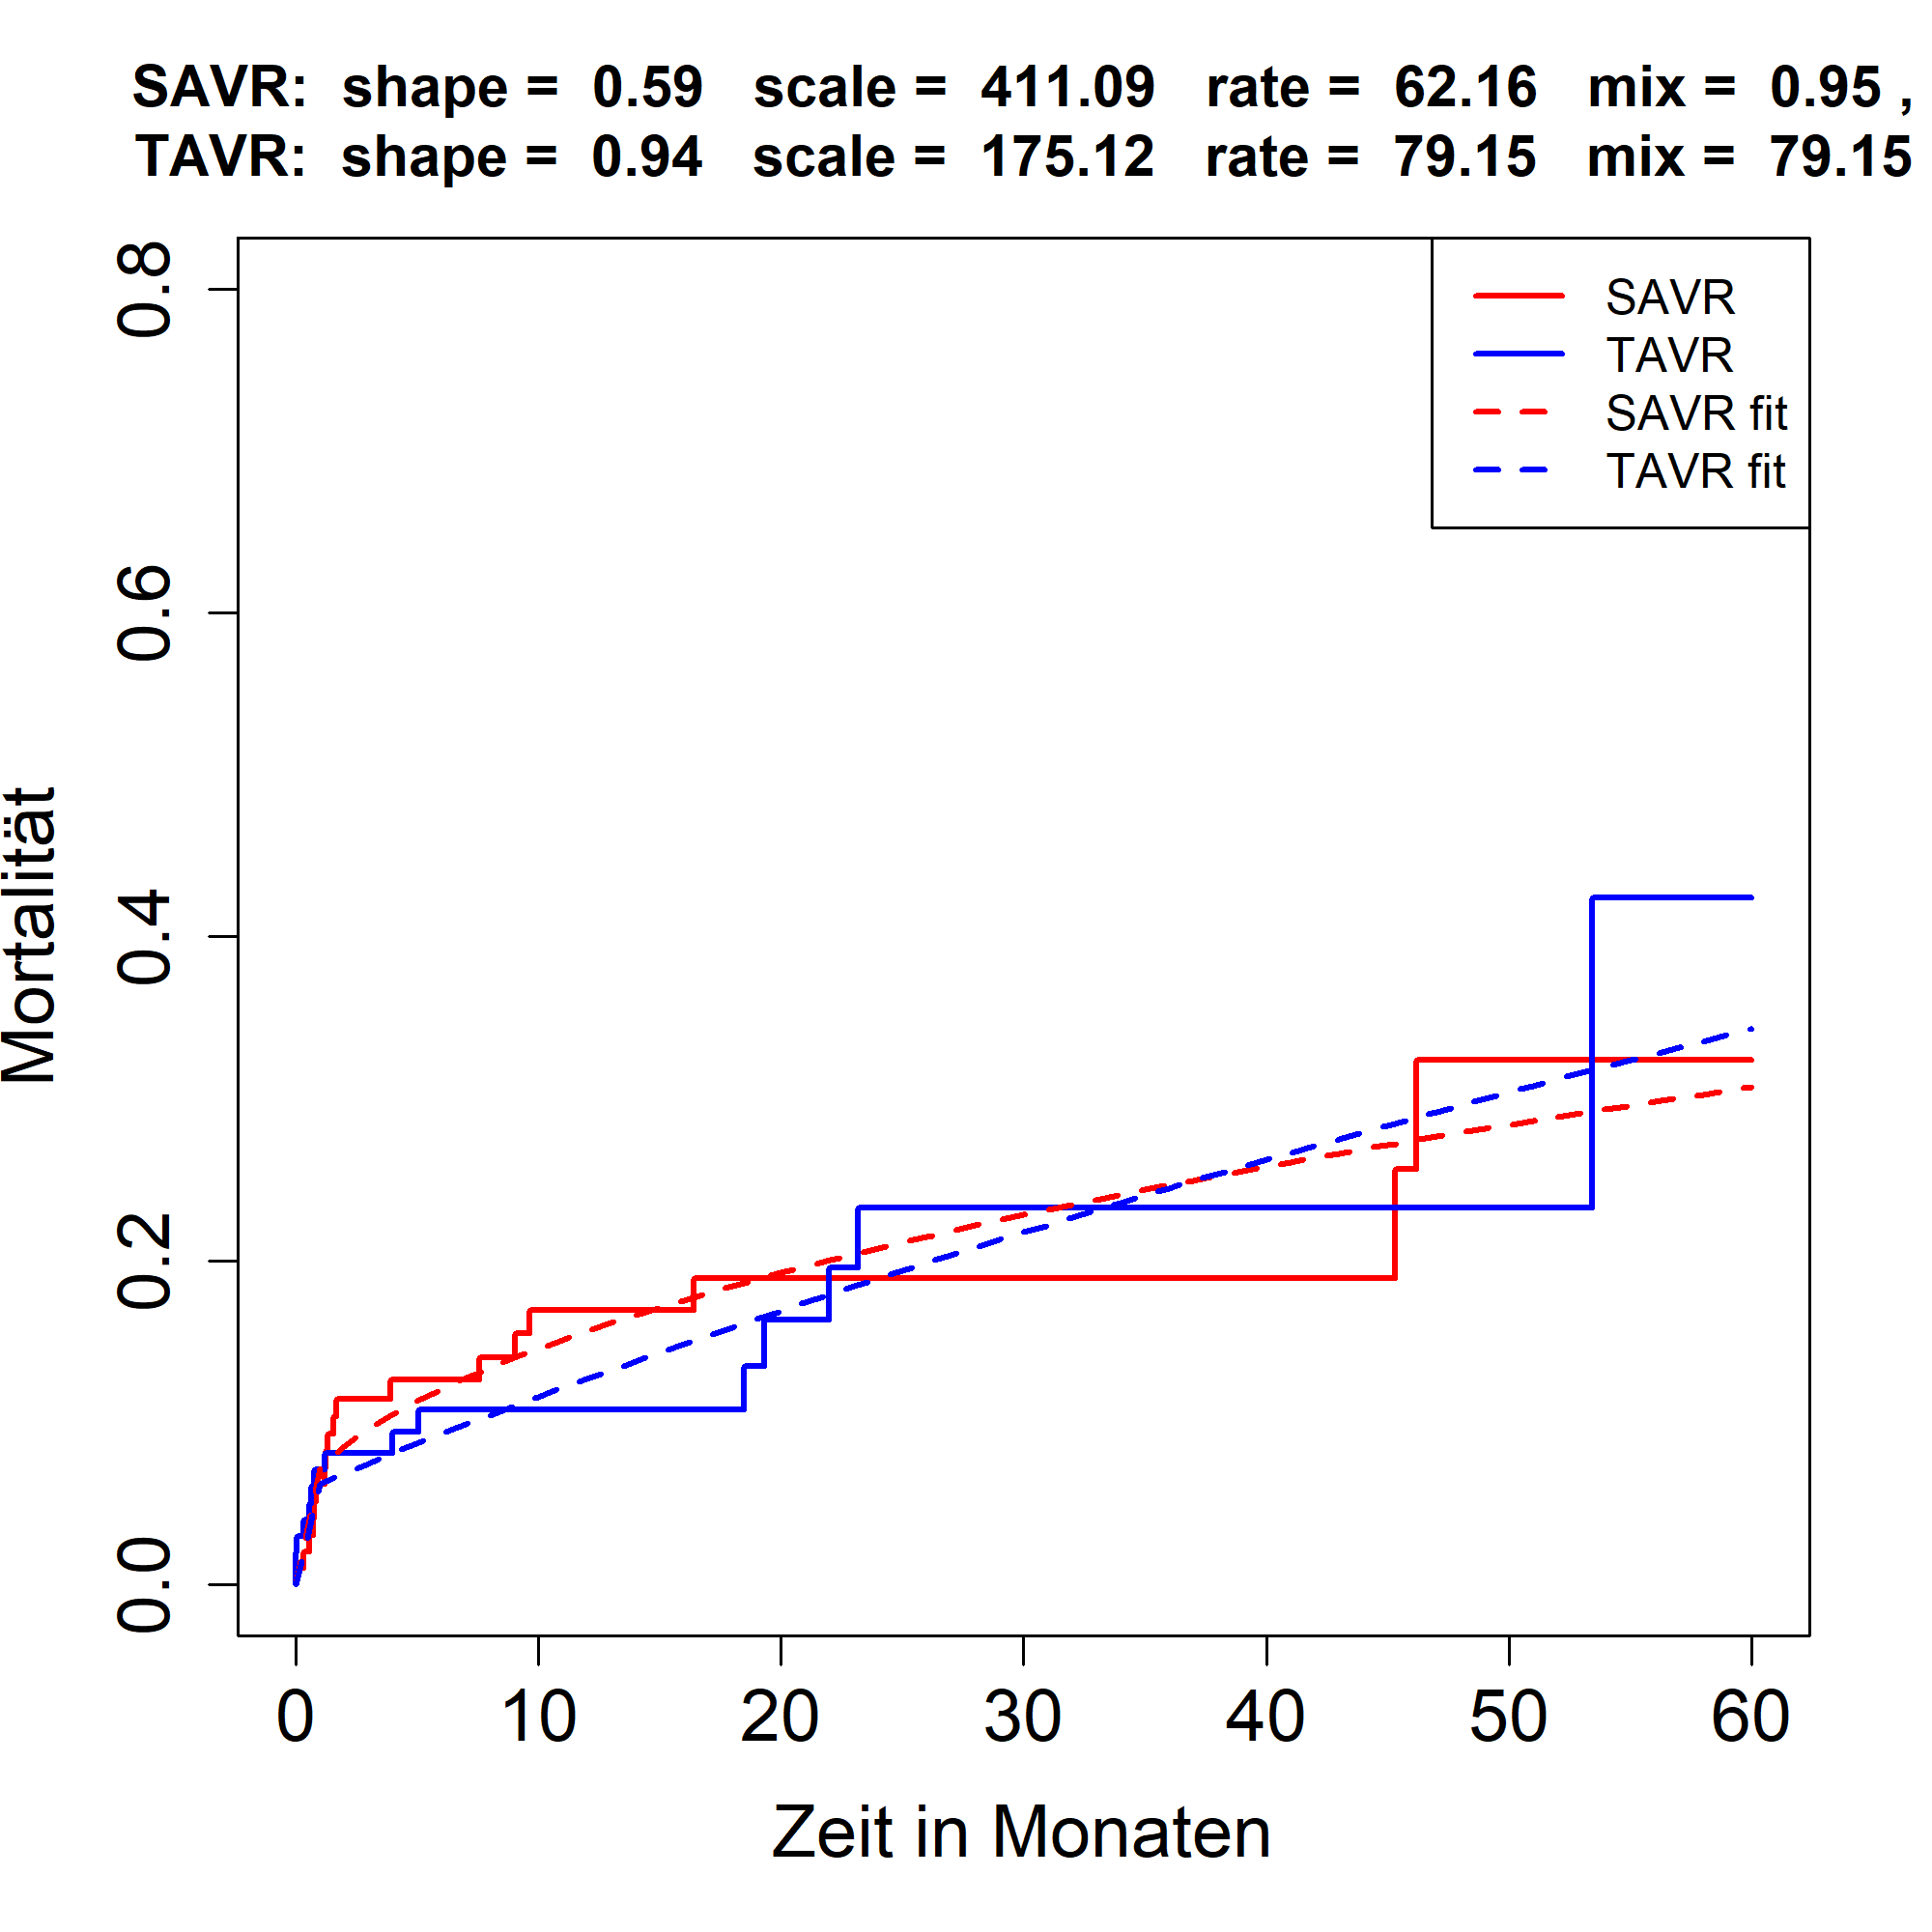 SAVR: shape = 0.59 scale = 411.09 rate = 62.16 mix = 0.95 ,
TAVR: shape = 0.94 scale = 175.12 rate = 79.15 mix = 79.15
SAVR
TAVR
SAVR fit
TAVR fit
Mortalität
0.8
0.6
0.4
0.2
0.0
0 10 20 30 40 50 60
Zeit in Monaten